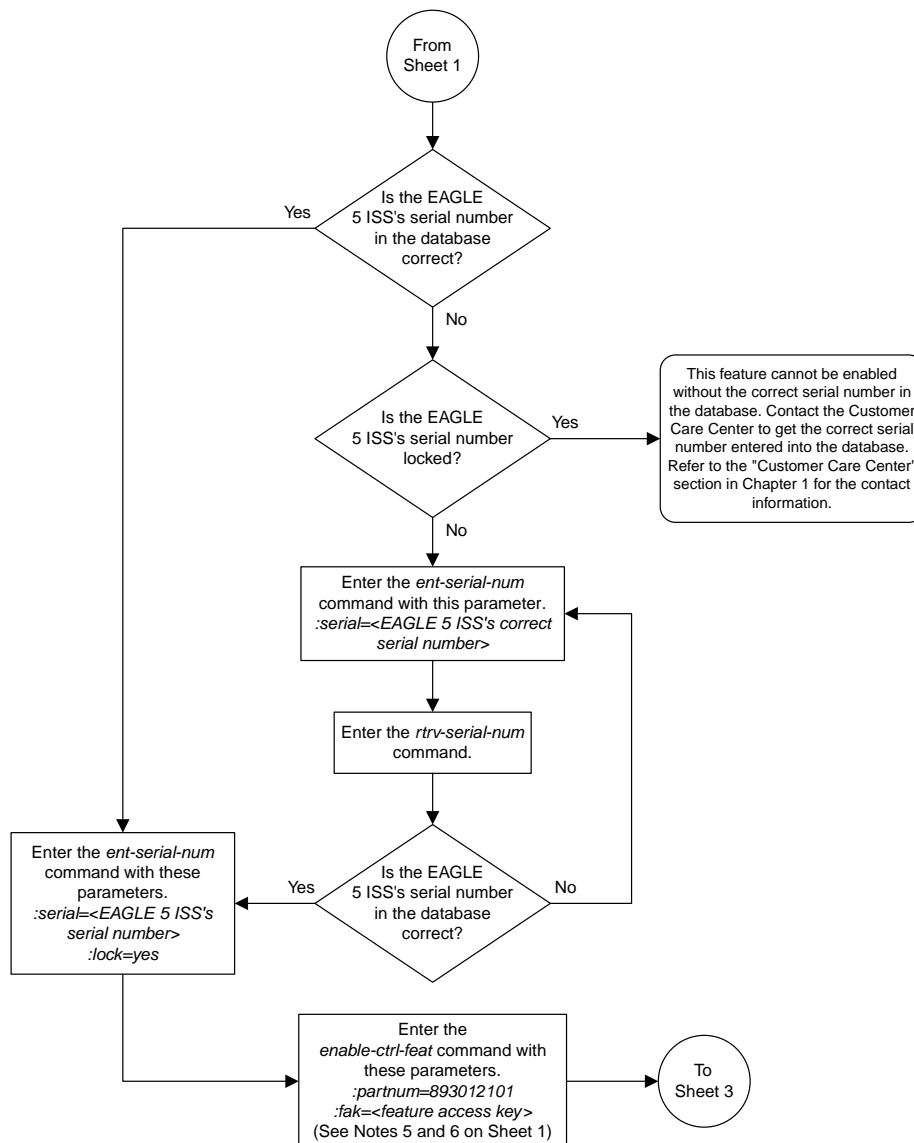 From
Sheet 1
Is the EAGLE
5 ISS's serial number
in the database
correct?
Yes
No
Is the EAGLE
5 ISS's serial number
locked?
Yes
No
This feature cannot be enabled
without the correct serial number in
the database. Contact the Customer
Care Center to get the correct serial
number entered into the database.
Refer to the "Customer Care Center"
section in Chapter 1 for the contact
information.
Enter the ent-serial-num
command with this parameter.
:serial=<EAGLE 5 ISS's correct
serial number>
Enter the rtrv-serial-num
command.
Is the EAGLE
5 ISS's serial number
in the database
correct?
Yes
No
Enter the ent-serial-num
command with these
parameters.
:serial=<EAGLE 5 ISS's
serial number>
:lock=yes
Enter the
enable-ctrl-feat command with
these parameters.
:partnum=893012101
:fak=<feature access key>
(See Notes 5 and 6 on Sheet 1)
To
Sheet 3